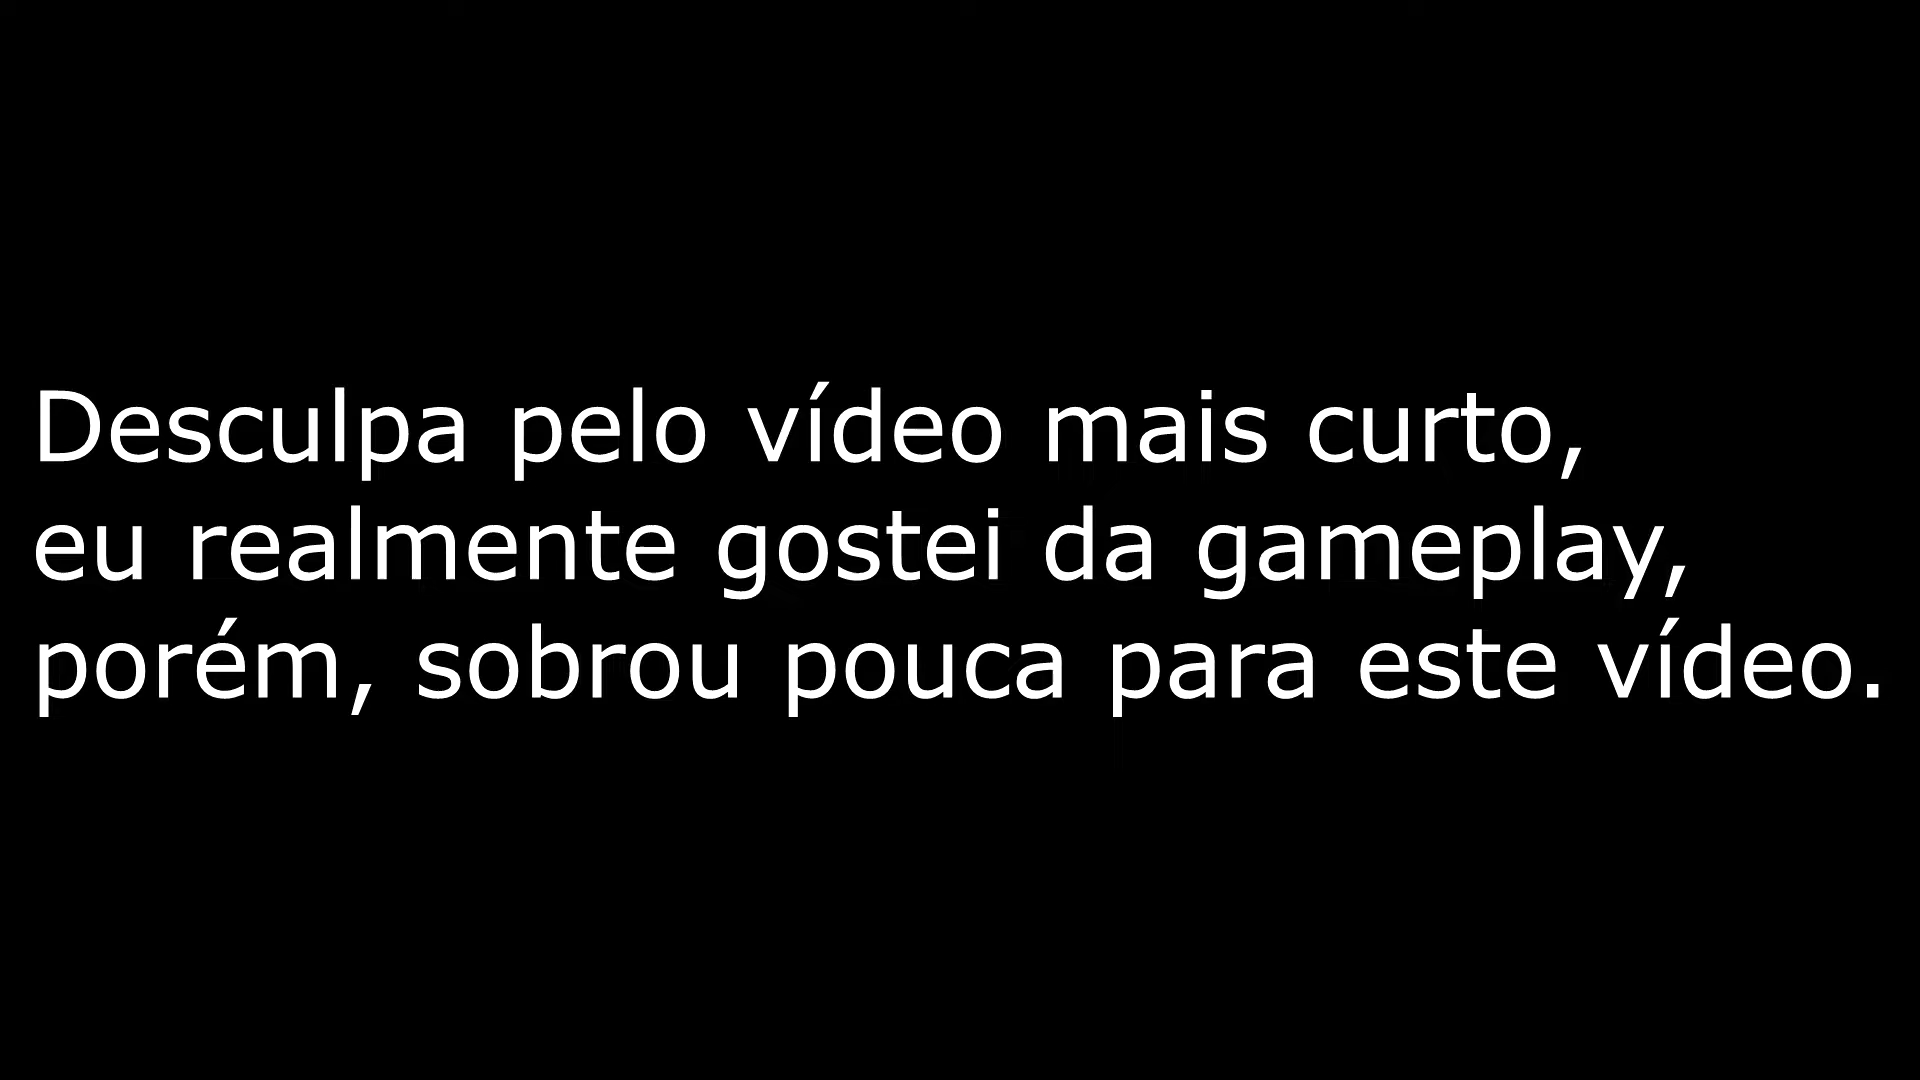 Desculpa pelo vídeo mais curto,
eu realmente gostei da gameplay,
porém, sobrou pouca para este vídeo.